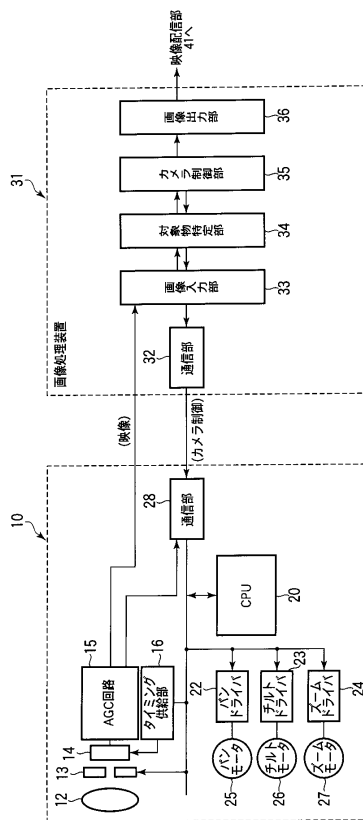 10
12
13
14
15
AGC回路
16
タイミング
供給部
CPU
20
22
パン
ドライバ
チルト
ドライバ
23
ズーム
ドライバ
24
パン
モータ
25
チルト
モータ
26
ズーム
モータ
27
28
通信部
(映像)
(カメラ制御)
31
画像処理装置
32
通信部
画像入力部
33
対象物特定部
34
カメラ制御部
35
画像出力部
36
映像配信部
41へ